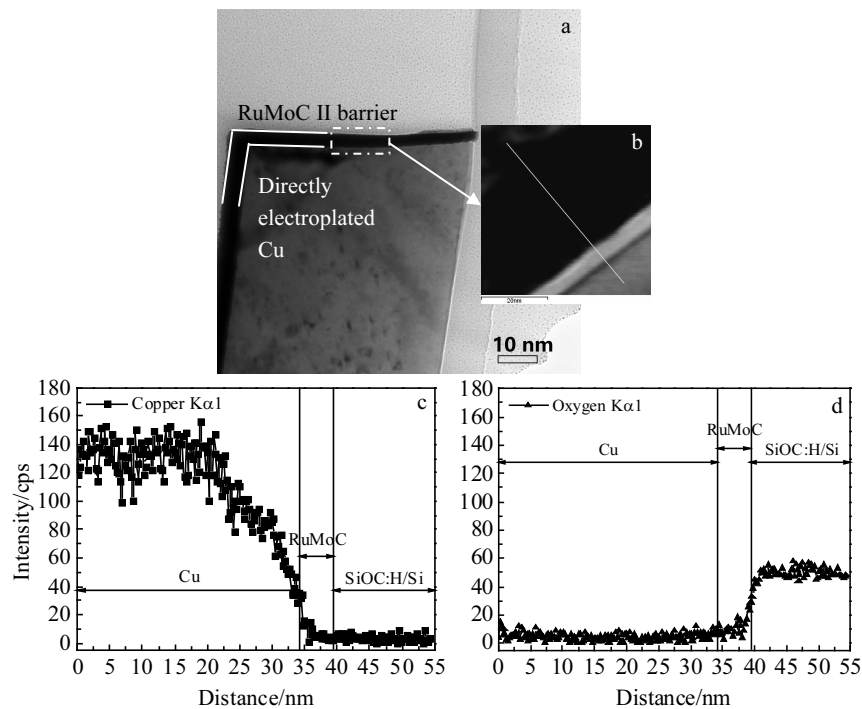 a
RuMoC II barrier
Directly
electroplated
Cu
b
20nm
10 nm
180
160
140
120
100
80
60
40
20
0
Intensity/cps
Copper Kα1
c
RuMoC
Cu
SiOC:H/Si
0 5 10 15 20 25 30 35 40 45 50 55
Distance/nm
180
160
140
120
100
80
60
40
20
0
Oxygen Kα1
d
RuMoC
Cu
SiOC:H/Si
0 5 10 15 20 25 30 35 40 45 50 55
Distance/nm